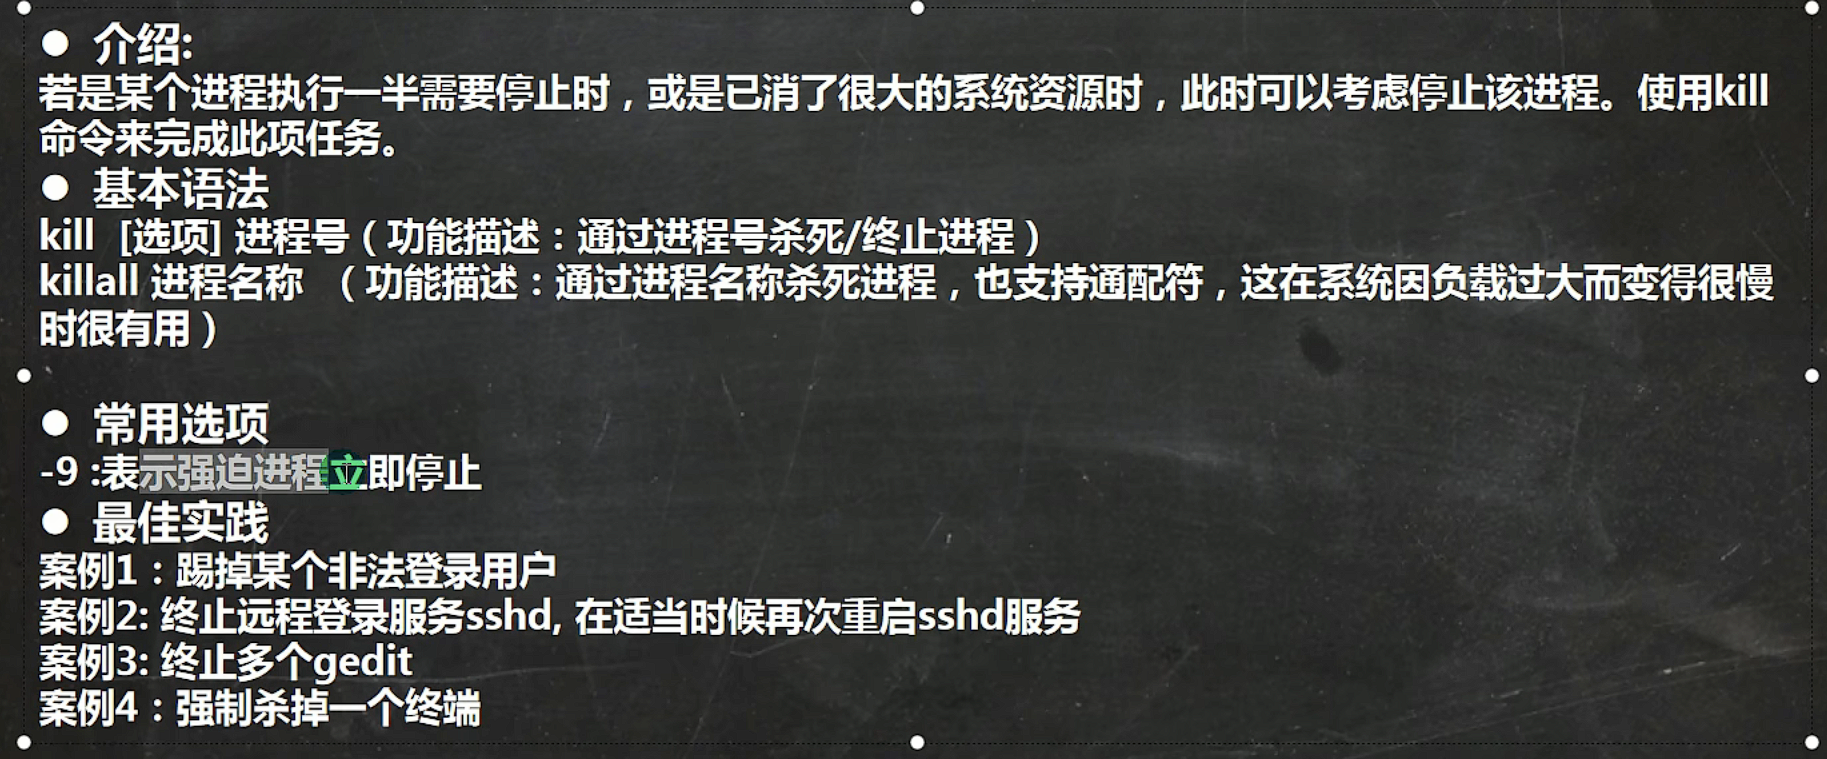 ● 介绍:
若是某个进程执行一半需要停止时，或是已消了很大的系统资源时，此时可以考虑停止该进程。使用kill
命令来完成此项任务。
● 基本语法
kill [选项] 进程号（功能描述：通过进程号杀死/终止进程）
killall 进程名称 （功能描述：通过进程名称杀死进程，也支持通配符，这在系统因负载过大而变得很慢
时很有用）
● 常用选项
-9 :表示强迫进程立即停止
● 最佳实践
案例1：踢掉某个非法登录用户
案例2: 终止远程登录服务sshd, 在适当时候再次重启sshd服务
案例3: 终止多个gedit
案例4：强制杀掉一个终端